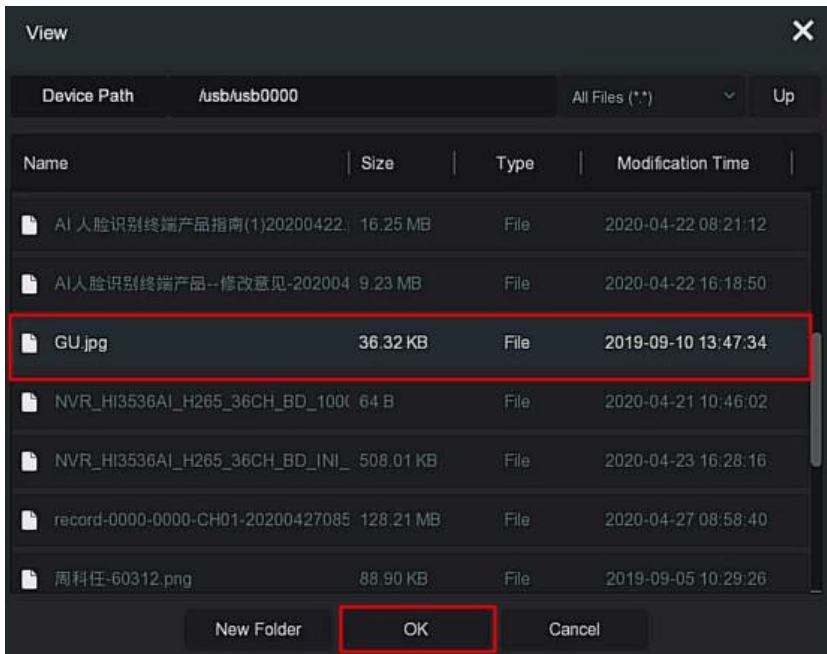 View
Device Path /usb/usb0000 All Files (*.*) Up
Name Size Type Modification Time
AI 人脸识别终端产品指南(1)20200422. 16.25 MB File 2020-04-22 08:21:12
AI人脸识别终端产品--修改意见-202004 9.23 MB File 2020-04-22 16:18:50
GU.jpg 36.32 KB File 2019-09-10 13:47:34
NVR_HI3536AI_H265_36CH_BD_100( 64 B File 2020-04-21 10:46:02
NVR_HI3536AI_H265_36CH_BD_INI_ 508.01 KB File 2020-04-23 16:28:16
record-0000-0000-CH01-20200427085 128.21 MB File 2020-04-27 08:58:40
周科任-60312.png 88.90 KB File 2019-09-05 10:29:26
New Folder OK Cancel